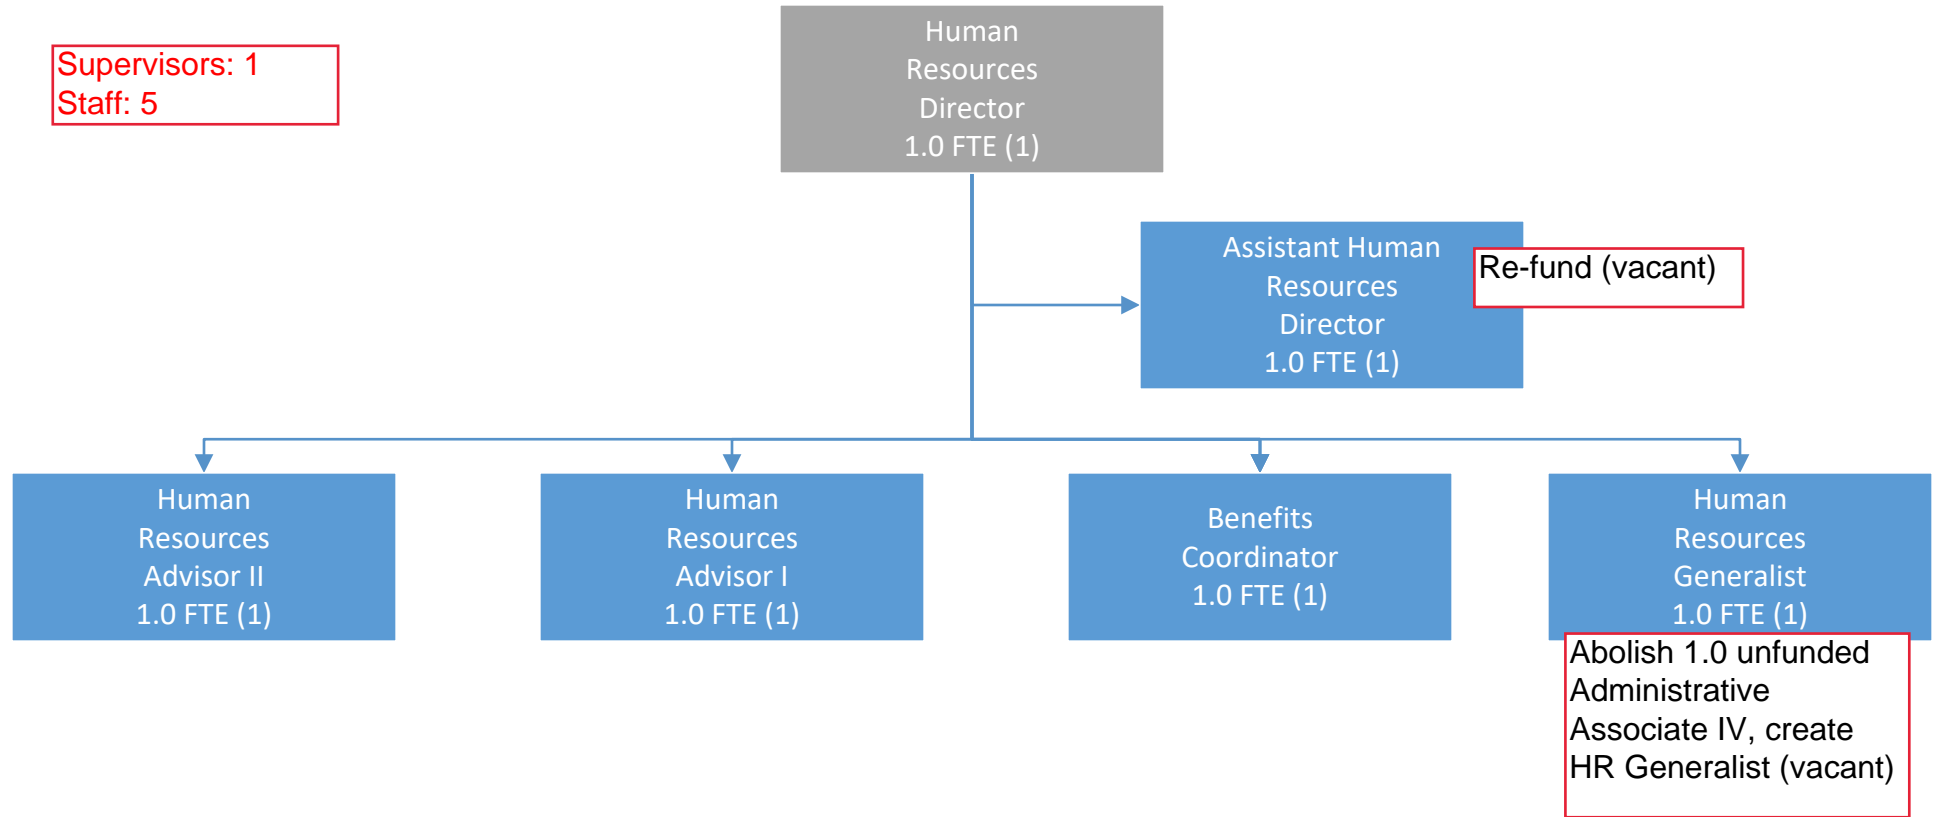 Supervisors: 1
Staff: 5
Human
Resources
Director
1.0 FTE (1)
Assistant Human
Resources
Director
1.0 FTE (1)
Re-fund (vacant)
Human
Resources
Advisor II
1.0 FTE (1)
Human
Resources
Advisor I
1.0 FTE (1)
Benefits
Coordinator
1.0 FTE (1)
Human
Resources
Generalist
1.0 FTE (1)
Abolish 1.0 unfunded
Administrative
Associate IV, create
HR Generalist (vacant)